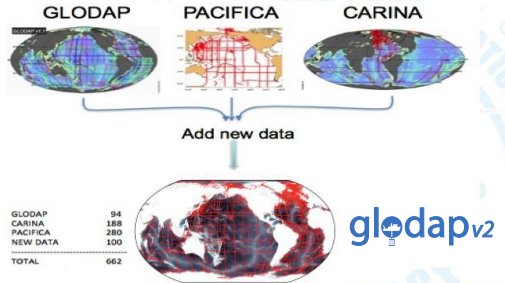 GLODAP PACIFICA CARINA
GLODAP v1.1
Add new data
GLODAP 94
CARINA 188
PACIFICA 280
NEW DATA 100
TOTAL 662
glodapv2